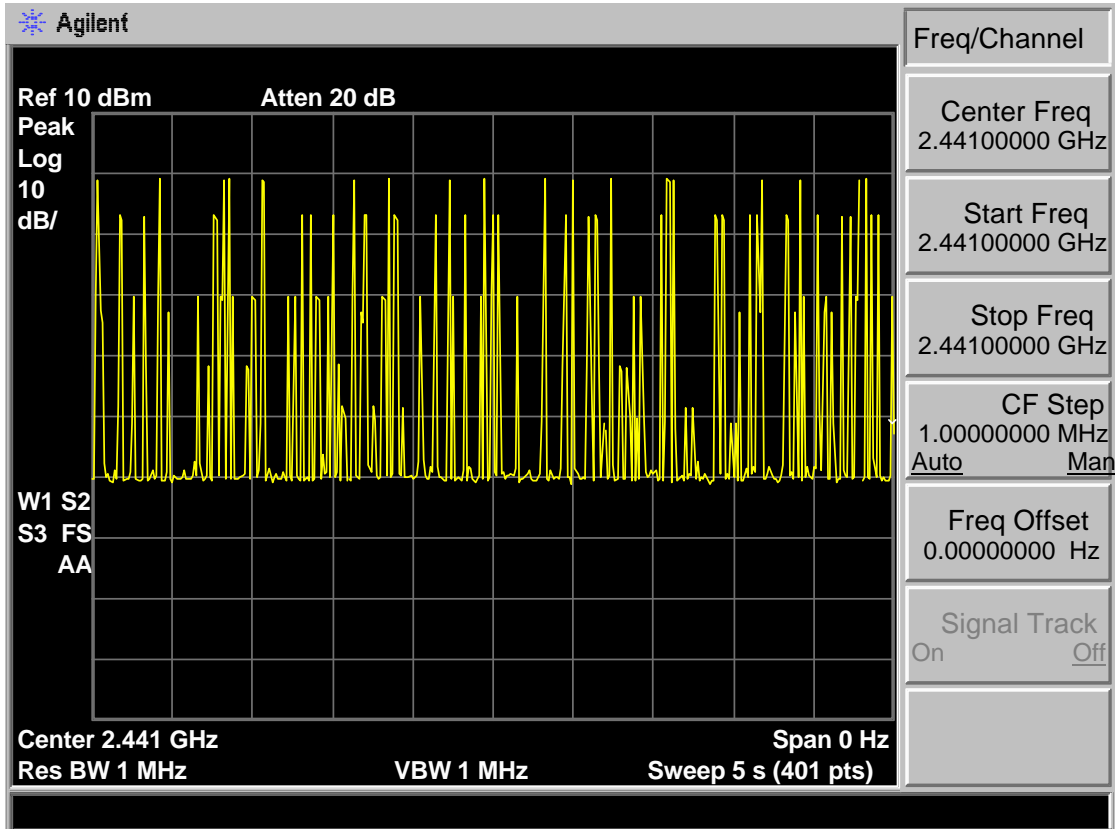 Agilent
Ref 10 dBm Atten 20 dB
Peak
Log
10
dB/
W1 S2
S3 FS
AA
Center 2.441 GHz Span 0 Hz
Res BW 1 MHz VBW 1 MHz Sweep 5 s (401 pts)
Freq/Channel
Center Freq
2.44100000 GHz
Start Freq
2.44100000 GHz
Stop Freq
2.44100000 GHz
CF Step
1.00000000 MHz
Auto Man
Freq Offset
0.00000000 Hz
Signal Track
On Off